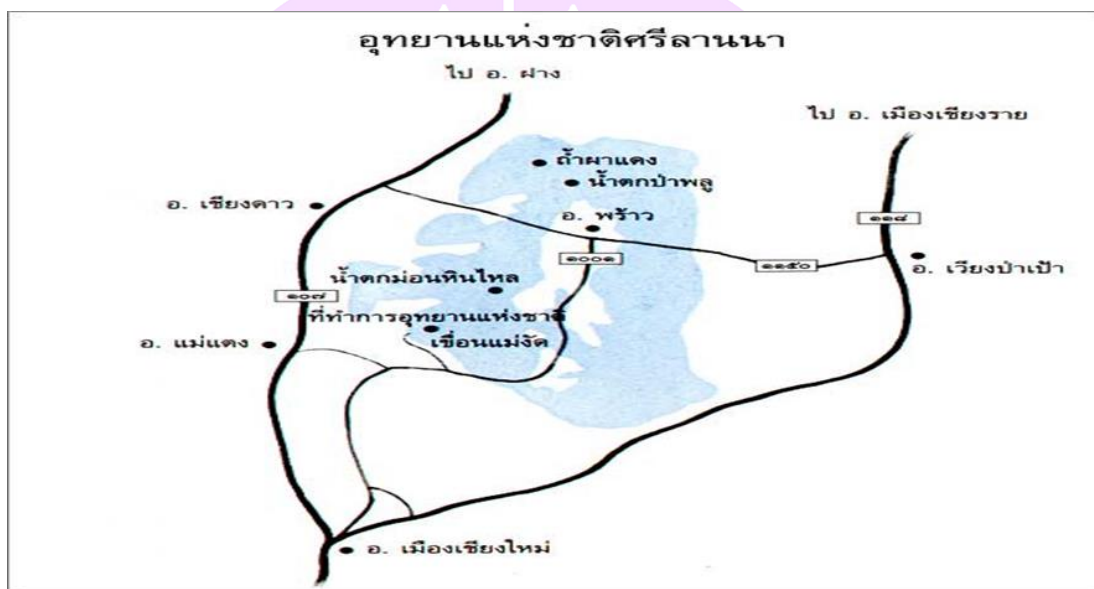 อุทยานแห่งชาติศรีลานนา
ไป อ. ฝาง
ไป อ. เมืองเชียงราย
ถ้ำผาแดง
น้ำตกป่าพลู
อ. เชียงดาว
อ. พร้าว
๑๑๘
๑๐๐๑
๑๑๕๐
อ. เวียงป่าเป้า
น้ำตกม่อนหินไหล
๑๐๗
ที่ทำการอุทยานแห่งชาติ
อ. แม่แตง
เขื่อนแม่งัด
อ. เมืองเชียงใหม่